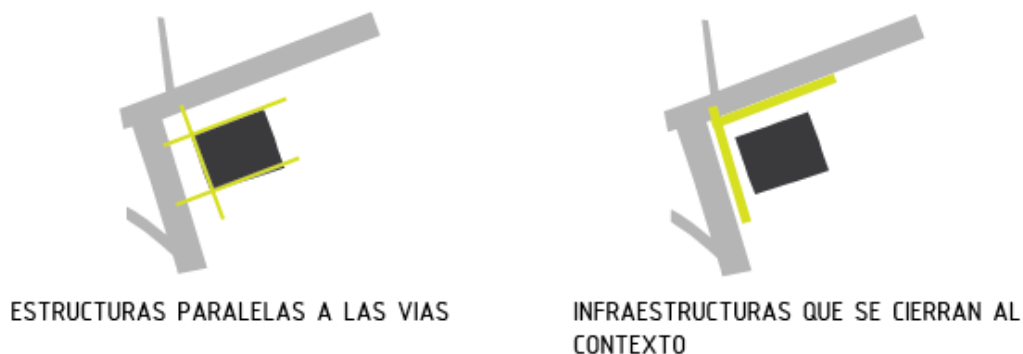 ESTRUCTURAS PARALELAS A LAS VIAS
INFRAESTRUCTURAS QUE SE CIERRAN AL
CONTEXTO